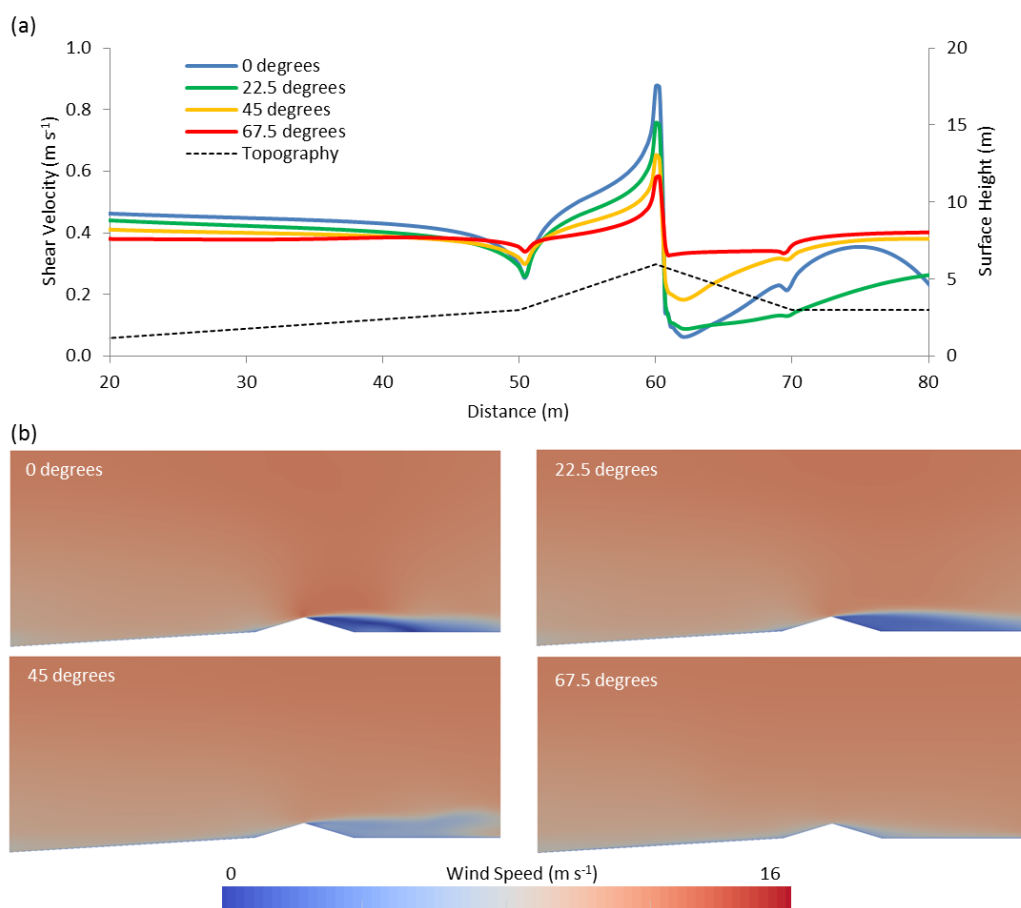 (a)
1.0
0.8
0.6
0.4
0.2
0.0
Shear Velocity (m s⁻¹)
0 degrees
22.5 degrees
45 degrees
67.5 degrees
Topography
20
15
10
5
0
Surface Height (m)
20 30 40 50 60 70 80
Distance (m)
(b)
0 degrees
22.5 degrees
45 degrees
67.5 degrees
0 Wind Speed (m s⁻¹) 16